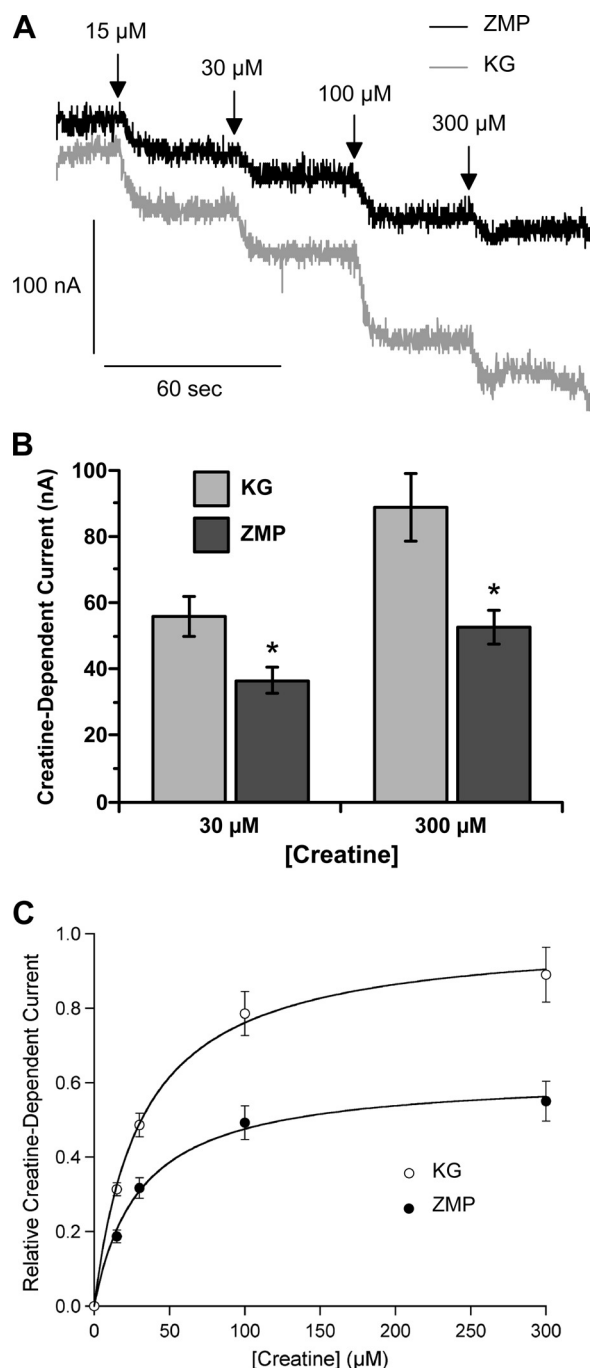 A
15 µM
30 µM
100 µM
300 µM
ZMP
KG
100 nA
60 sec
B
Creatine-Dependent Current (nA)
100
80
60
40
20
0
KG
ZMP
*
*
30 µM
300 µM
[Creatine]
C
Relative Creatine-Dependent Current
1.0
0.8
0.6
0.4
0.2
0.0
KG
ZMP
0
50
100
150
200
250
300
[Creatine] (µM)